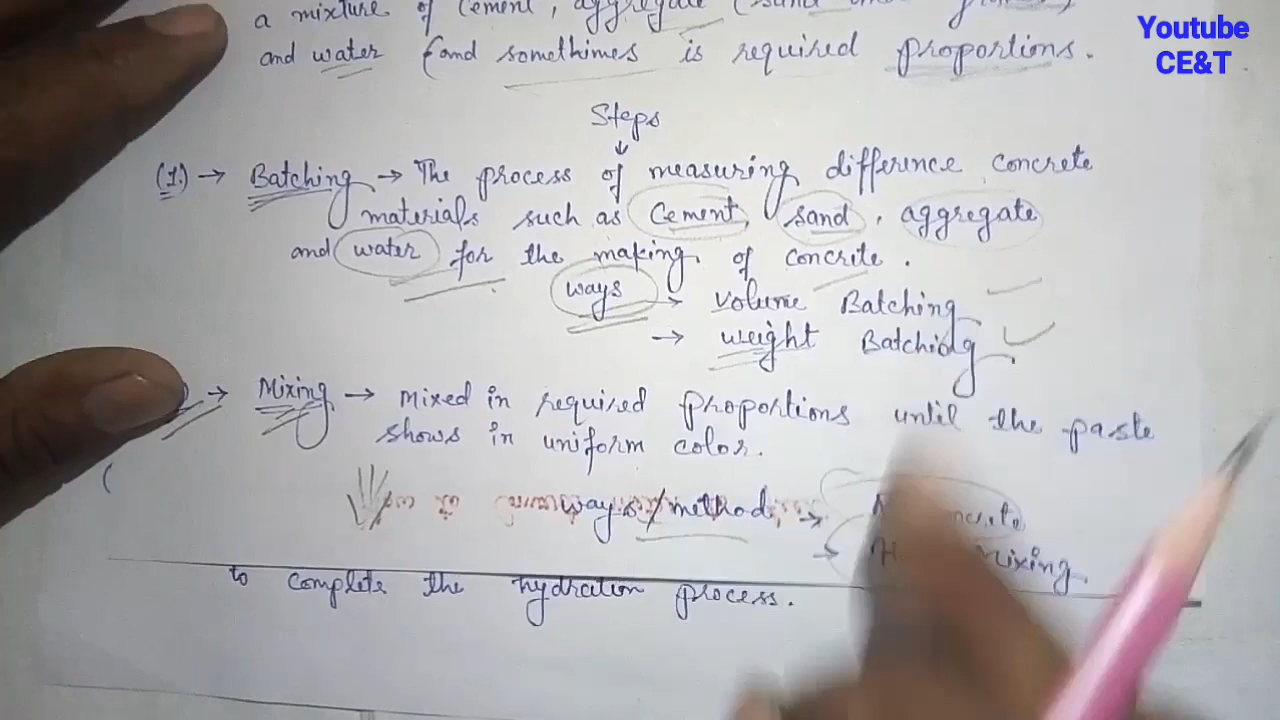 a mixture of cement, aggregate (sand
and water (and somethimes is required proportions.
Youtube
CE&T
Steps
(1.) → Batching → The process of measuring difference concrete
materials such as cement, sand, aggregate
and water for the making of concrete.
ways → volume Batching
→ weight Batchidg
→ Mixing → Mixed in required proportions until the paste
shows in uniform color.
ways/method →
→ Mixing
to complete the hydration process.